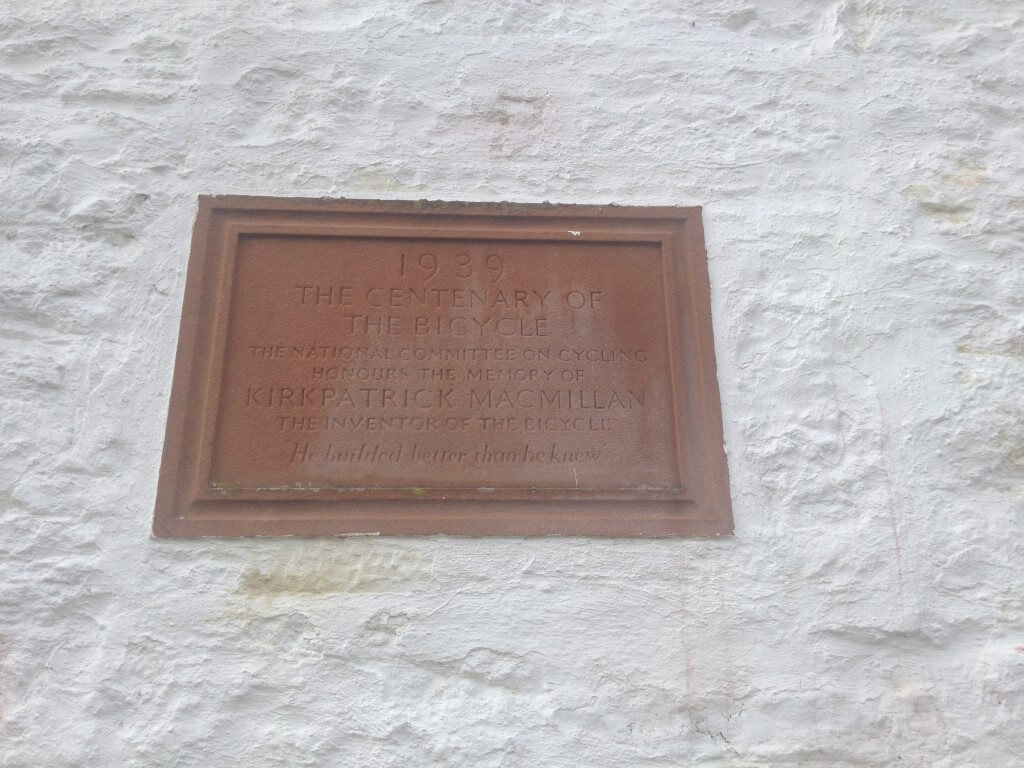 1939
THE CENTENARY OF
THE BICYCLE
THE NATIONAL COMMITTEE ON CYCLING
HONOURS THE MEMORY OF
KIRKPATRICK MACMILLAN
THE INVENTOR OF THE BICYCLE
He builded better than he knew